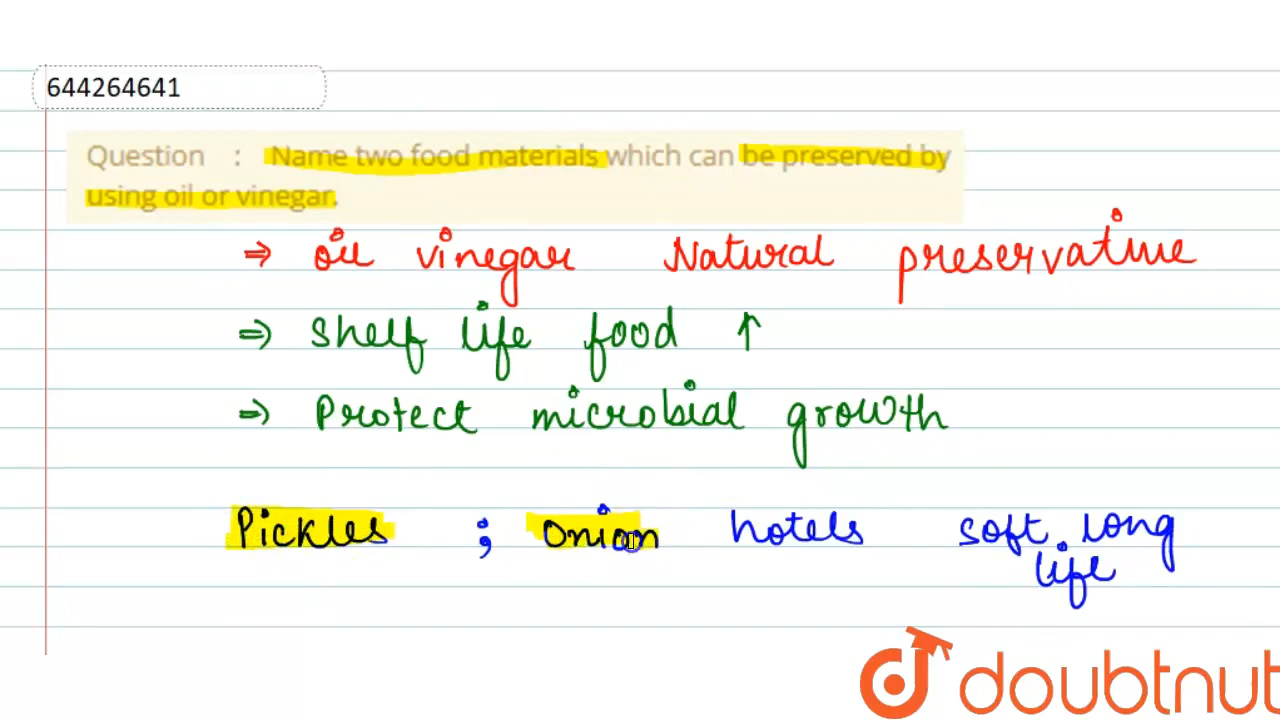 644264641
Question : Name two food materials which can be preserved by
using oil or vinegar.
⇒ oil vinegar Natural preservative
⇒ Shelf life food ↑
⇒ Protect microbial growth
Pickles ; Onion hotels soft long
life
doubtnut